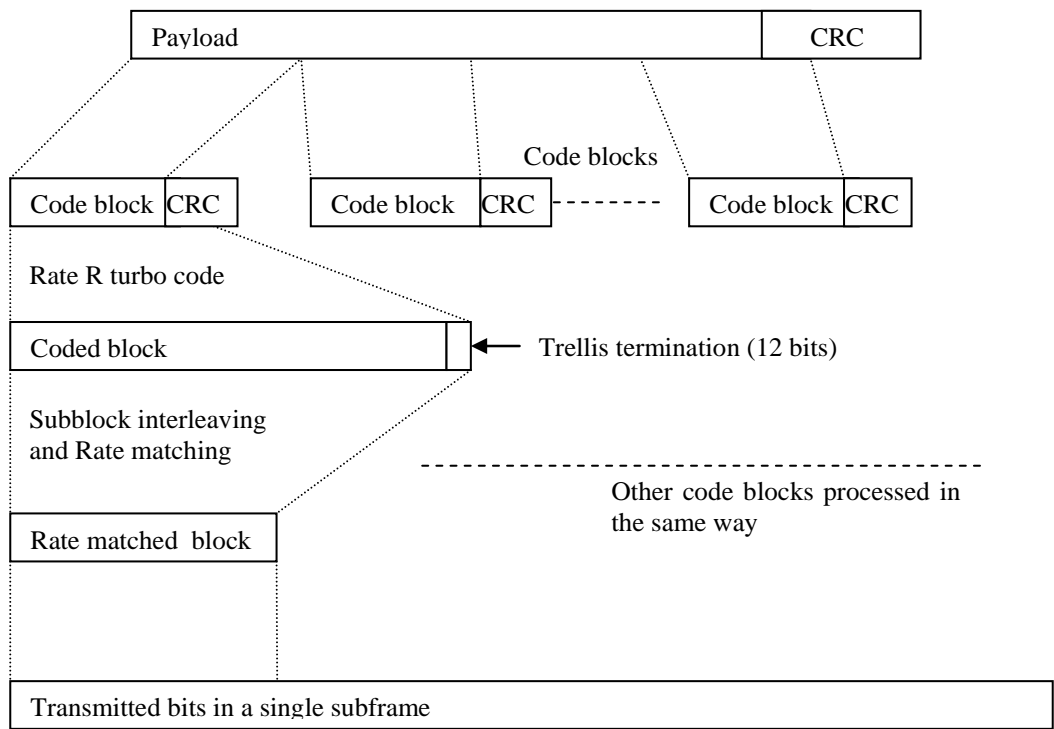 Payload
CRC
Code blocks
Code block CRC
Code block CRC
Code block CRC
Rate R turbo code
Coded block
Trellis termination (12 bits)
Subblock interleaving
and Rate matching
Other code blocks processed in
the same way
Rate matched block
Transmitted bits in a single subframe